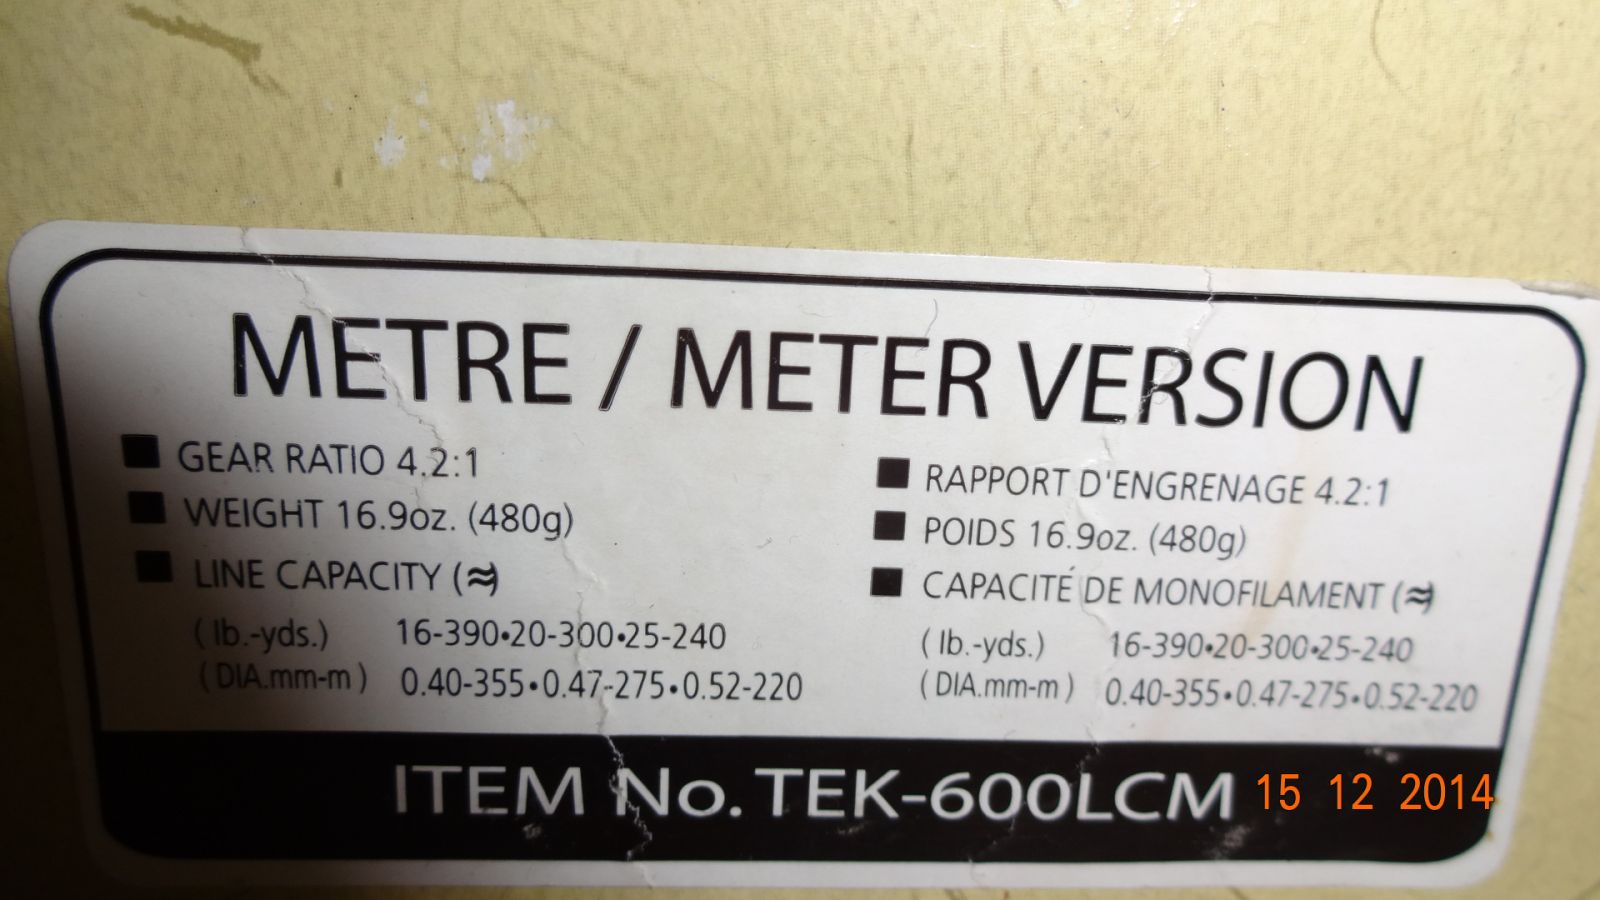 METRE / METER VERSION
■ GEAR RATIO 4.2:1
■ WEIGHT 16.9oz. (480g)
■ LINE CAPACITY (≈)
(lb.-yds.) 16-390•20-300•25-240
(DIA.mm-m) 0.40-355•0.47-275•0.52-220
■ RAPPORT D'ENGRENAGE 4.2:1
■ POIDS 16.9oz. (480g)
■ CAPACITÉ DE MONOFILAMENT (≈)
(lb.-yds.) 16-390•20-300•25-240
(DIA.mm-m) 0.40-355•0.47-275•0.52-220
ITEM No. TEK-600LCM
15 12 2014